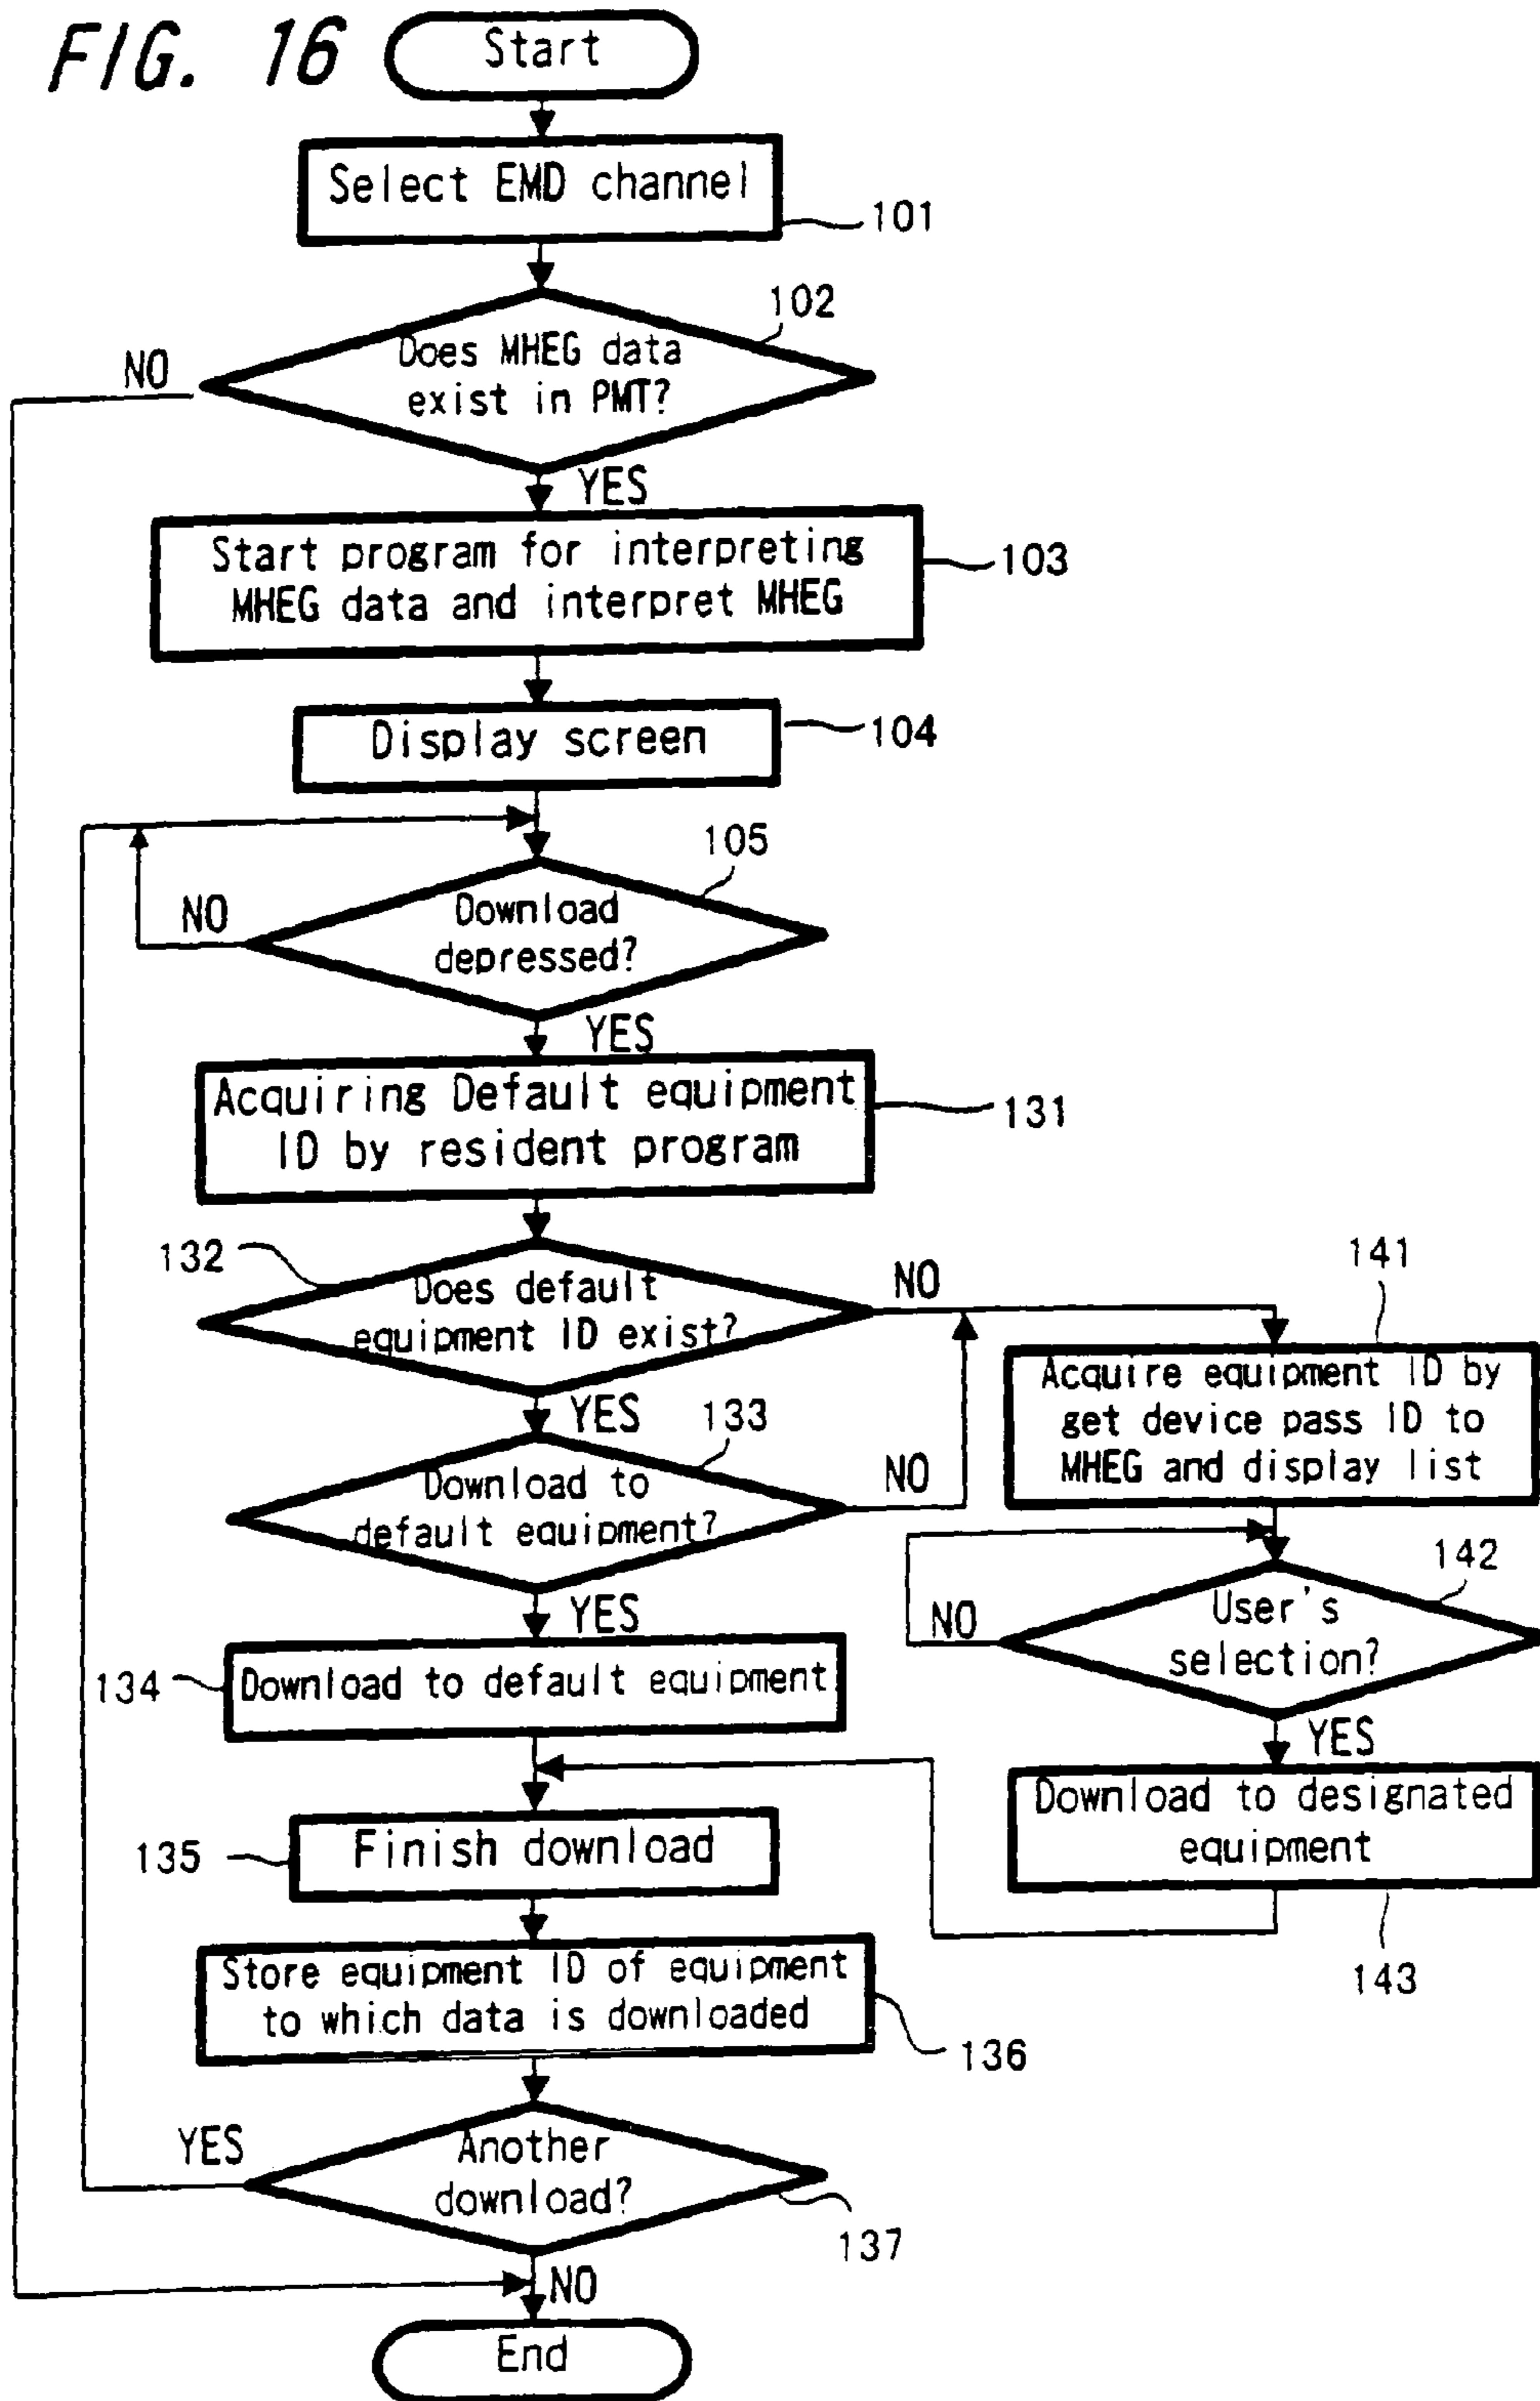 FIG. 16
Start
Select EMD channel
101
102
Does MHEG data
exist in PMT?
NO
YES
Start program for interpreting
MHEG data and interpret MHEG
103
Display screen
104
105
Download
depressed?
NO
YES
Acquiring Default equipment
ID by resident program
131
132
Does default
equipment ID exist?
NO
YES
133
Download to
default equipment?
NO
YES
134
Download to default equipment
141
Acquire equipment ID by
get device pass ID to
MHEG and display list
142
User's
selection?
NO
YES
Download to designated
equipment
143
135
Finish download
Store equipment ID of equipment
to which data is downloaded
136
Another
download?
YES
137
NO
End